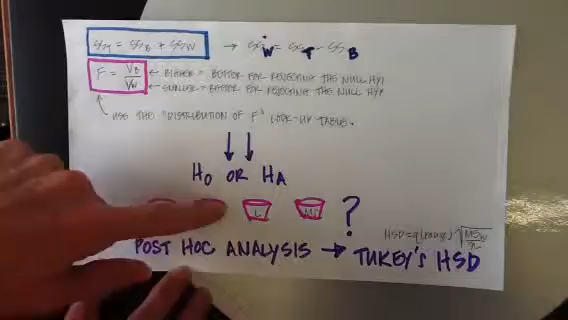 SST = SSB + SSW → SSW = SST - SSB
F = VB/VW ← BIGGER = BETTER FOR REJECTING THE NULL HYP
← SMALLER = BETTER FOR REJECTING THE NULL HYP
USE THE "DISTRIBUTION OF F" LOOK-UP TABLE.
HO OR HA
L M ?
HSD = q(
POST HOC ANALYSIS → TUKEY'S HSD